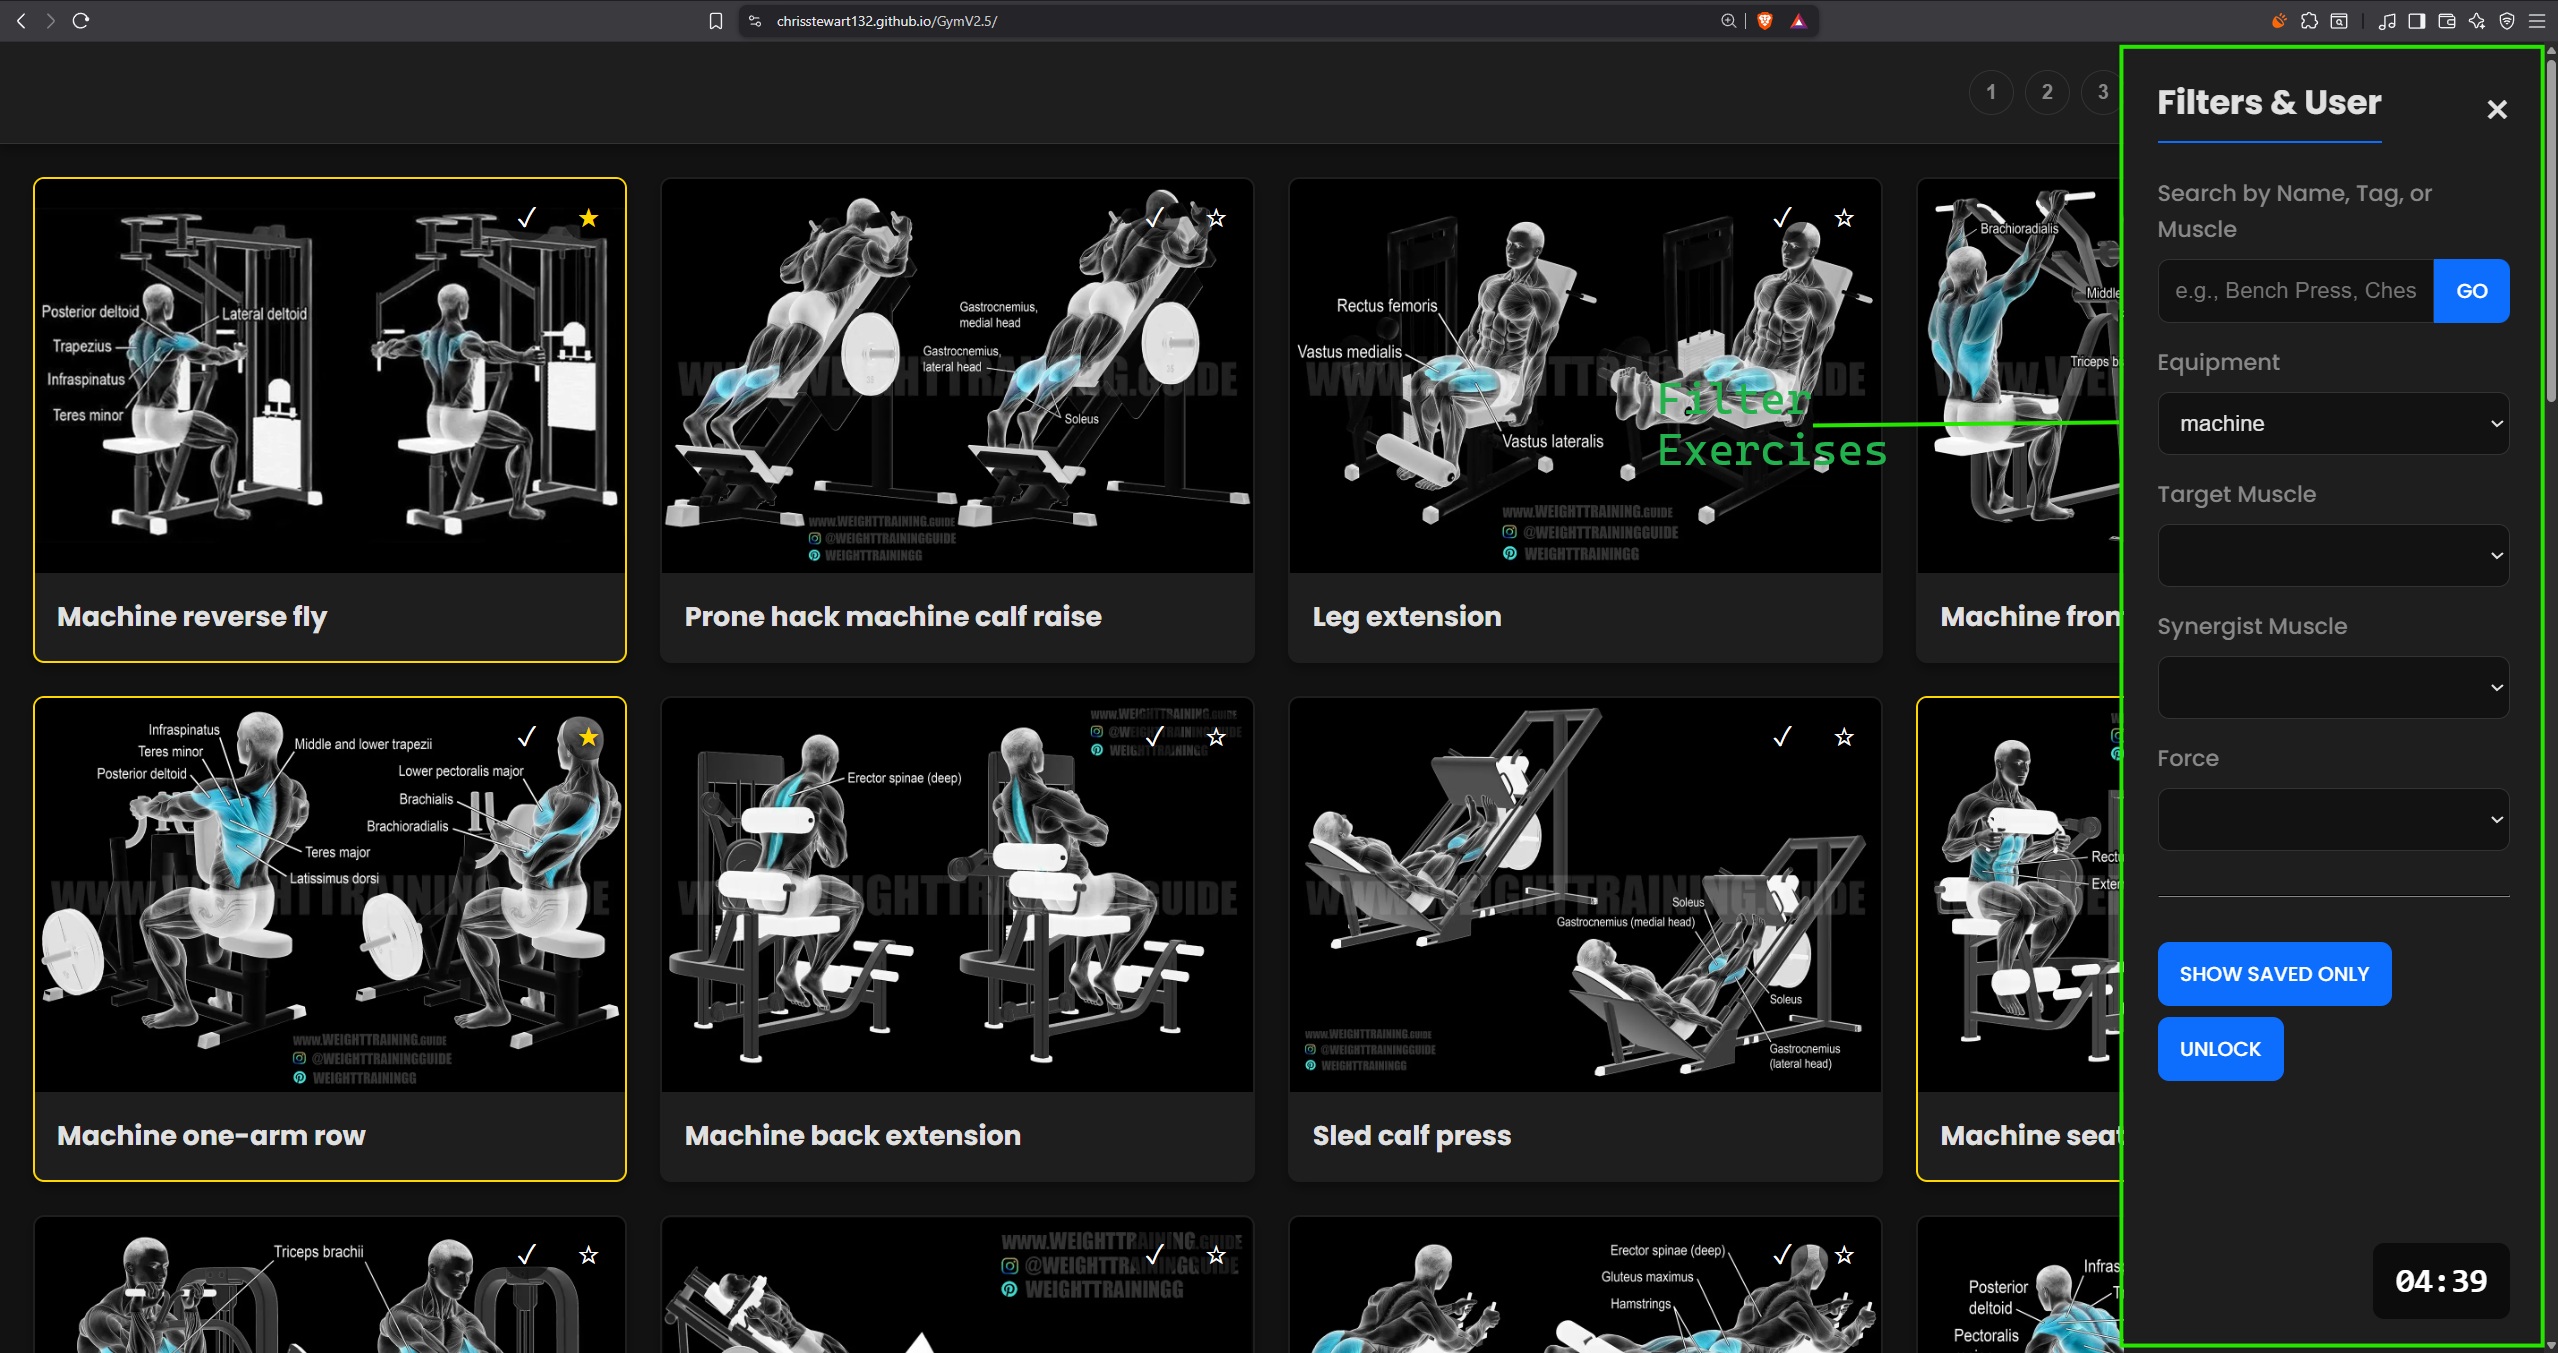 chrisstewart132.github.io/GymV2.5/
1
2
3
Filters & User
Search by Name, Tag, or
Muscle
e.g., Bench Press, Ches
GO
Equipment
machine
Target Muscle
Synergist Muscle
Force
SHOW SAVED ONLY
UNLOCK
04:39
Filter
Exercises
Posterior deltoid
Lateral deltoid
Trapezius
Infraspinatus
Teres minor
Machine reverse fly
Gastrocnemius,
medial head
Gastrocnemius,
lateral head
Soleus
WWW.WEIGHTTRAINING.GUIDE
@WEIGHTTRAININGGUIDE
WEIGHTTRAININGG
Prone hack machine calf raise
Rectus femoris
Vastus medialis
Vastus lateralis
WWW.WEIGHTTRAINING.GUIDE
@WEIGHTTRAININGGUIDE
WEIGHTTRAININGG
Leg extension
Brachioradialis
Middle
Triceps b
Machine fron
Infraspinatus
Teres minor
Posterior deltoid
Middle and lower trapezii
Lower pectoralis major
Brachialis
Brachioradialis
Teres major
Latissimus dorsi
WWW.WEIGHTTRAINING.GUIDE
@WEIGHTTRAININGGUIDE
WEIGHTTRAININGG
Machine one-arm row
WWW.WEIGHTTRAINING.GUIDE
@WEIGHTTRAININGGUIDE
WEIGHTTRAININGG
Erector spinae (deep)
Machine back extension
Soleus
Gastrocnemius (medial head)
Soleus
Gastrocnemius
(lateral head)
WWW.WEIGHTTRAINING.GUIDE
@WEIGHTTRAININGGUIDE
WEIGHTTRAININGG
Sled calf press
Rect
Exter
Machine seat
Triceps brachii
WWW.WEIGHTTRAINING.GUIDE
@WEIGHTTRAININGGUIDE
WEIGHTTRAININGG
Erector spinae (deep)
Gluteus maximus
Hamstrings
Infras
Posterior
deltoid
Pectoralis